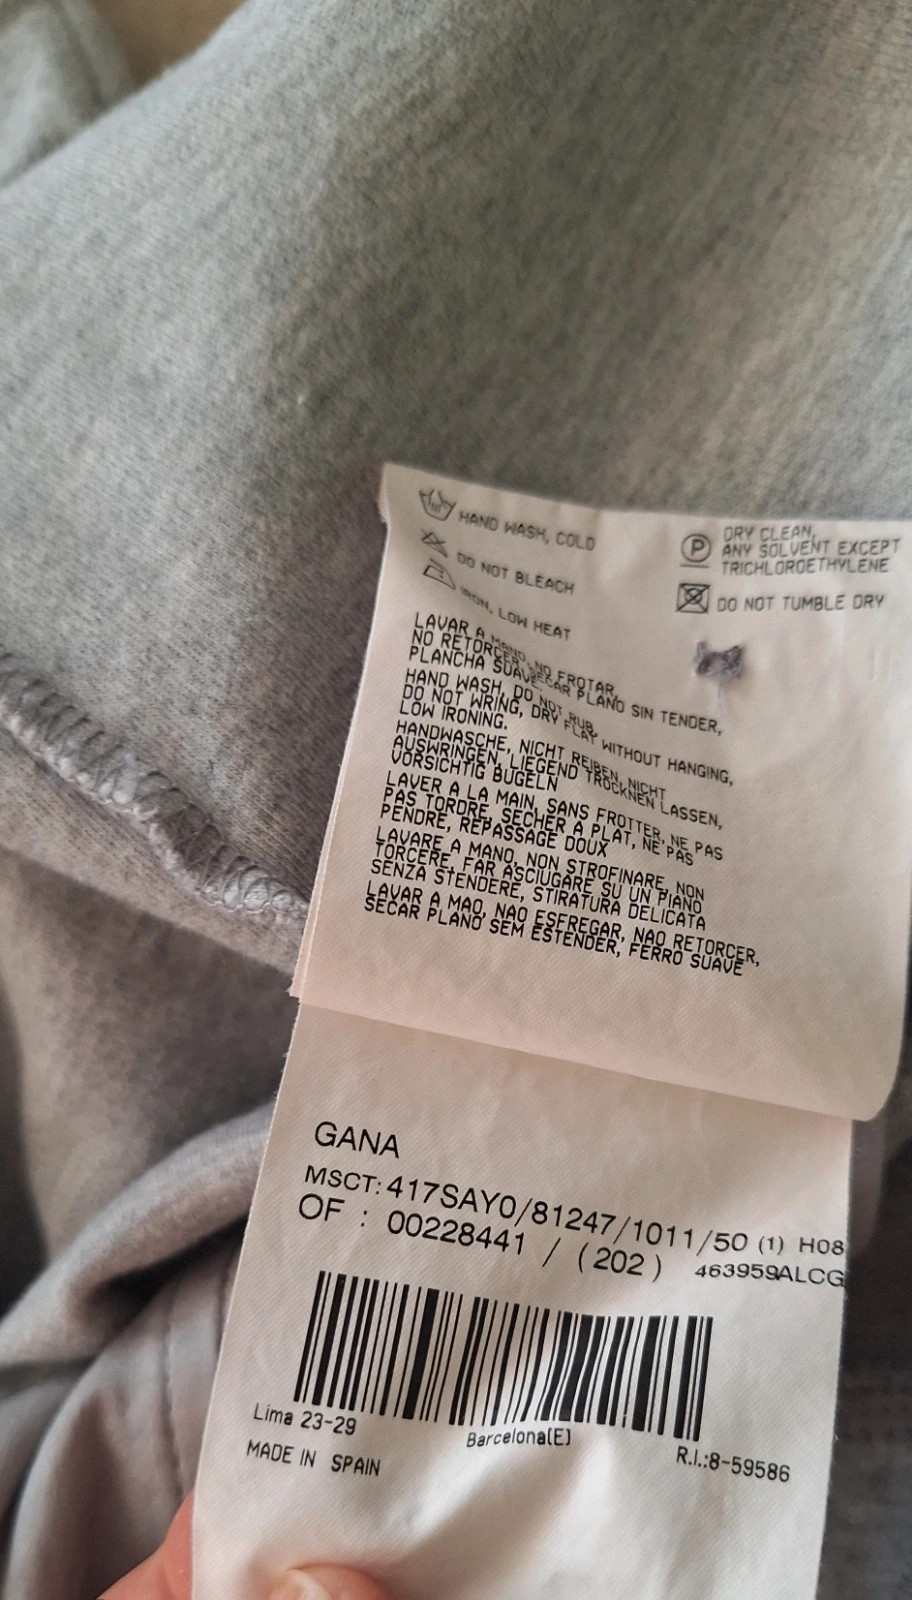 HAND WASH, COLD
DO NOT BLEACH
IRON, LOW HEAT
P
DRY CLEAN,
ANY SOLVENT EXCEPT
TRICHLOROETHYLENE
DO NOT TUMBLE DRY
LAVAR A MANO, NO FROTAR,
NO RETORCER, SECAR PLANO SIN TENDER,
PLANCHA SUAVE.
HAND WASH, DO NOT RUB,
DO NOT WRING, DRY FLAT WITHOUT HANGING,
LOW IRONING.
HANDWASCHE, NICHT REIBEN, NICHT
AUSWRINGEN, LIEGEND TROCKNEN LASSEN,
VORSICHTIG BUGELN
LAVER A LA MAIN, SANS FROTTER, NE PAS
PAS TORDRE, SECHER A PLAT, NE PAS
PENDRE, REPASSAGE DOUX
LAVARE A MANO, NON STROFINARE, NON
TORCERE, FAR ASCIUGARE SU UN PIANO
SENZA STENDERE, STIRATURA DELICATA
LAVAR A MAO, NAO ESFREGAR, NAO RETORCER,
SECAR PLANO SEM ESTENDER, FERRO SUAVE
GANA
MSCT: 417SAY0/81247/1011/50 (1) H08
OF : 00228441 / (202) 463959ALCG
Lima 23-29 Barcelona(E) R.I.:8-59586
MADE IN SPAIN